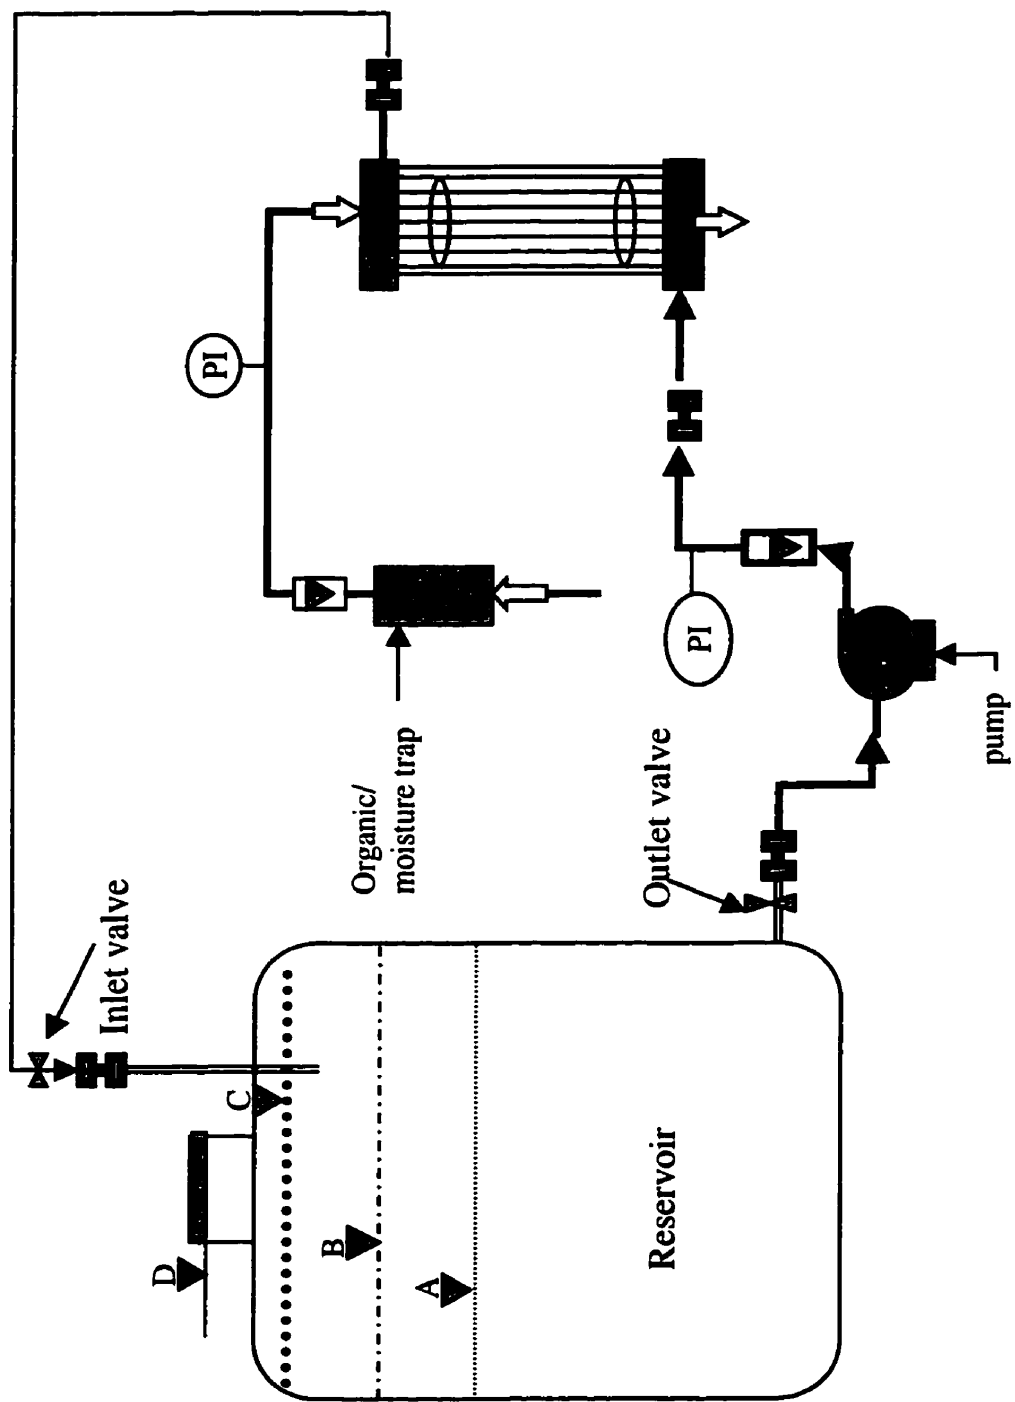 PI
Organic/
moisture trap
PI
pump
Outlet valve
Inlet valve
C
D
B
A
Reservoir